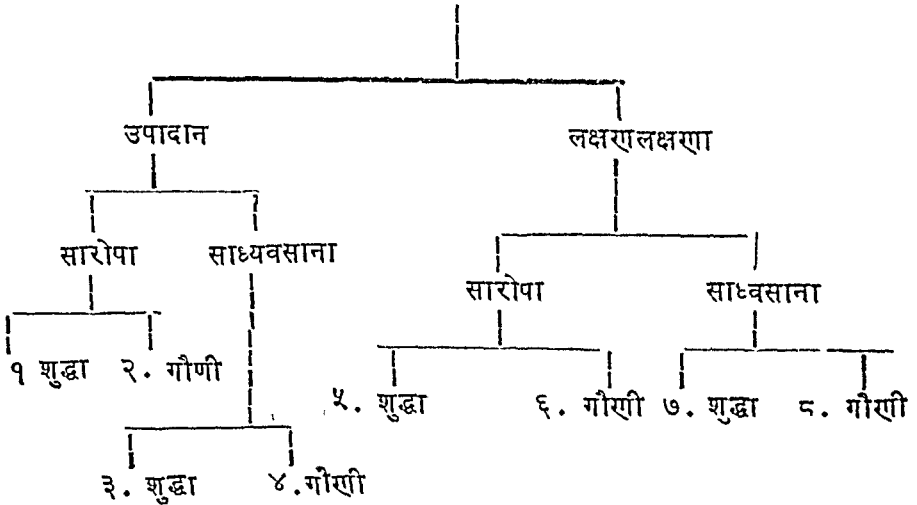 उपादान लक्षणलक्षणा
सारोपा साध्यवसाना
सारोपा साध्वसाना
१ शुद्धा २. गौणी
५. शुद्धा ६. गौणी ७. शुद्धा ८. गौणी
३. शुद्धा ४.गौणी